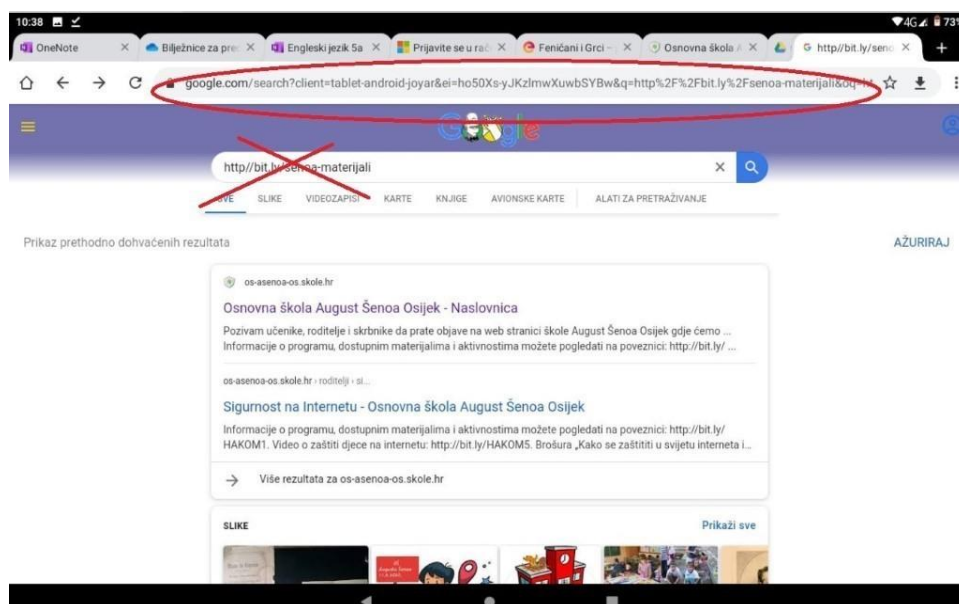 10:38 4G 73%
OneNote
Bilježnice za pre
Engleski jezik 5a
Prijavite se u rač
Feničani i Grci -
Osnovna škola A
http//bit.ly/seno
google.com/search?client=tablet-android-joyar&ei=ho50Xs-yJKzlmwXuwbSYBw&q=http%2F%2Fbit.ly%2Fsenoa-materijali&oq=h
http//bit.ly/senoa-materijali
SVE SLIKE VIDEOZAPISI KARTE KNJIGE AVIONSKE KARTE ALATI ZA PRETRAŽIVANJE
Prikaz prethodno dohvaćenih rezultata AŽURIRAJ
os-asenoa-os.skole.hr
Osnovna škola August Šenoa Osijek - Naslovnica
Pozivam učenike, roditelje i skrbnike da prate objave na web stranici škole August Šenoa Osijek gdje ćemo ...
Informacije o programu, dostupnim materijalima i aktivnostima možete pogledati na poveznici: http://bit.ly/ ...
os-asenoa-os.skole.hr › roditelji › si...
Sigurnost na Internetu - Osnovna škola August Šenoa Osijek
Informacije o programu, dostupnim materijalima i aktivnostima možete pogledati na poveznici: http://bit.ly/
HAKOM1. Video o zaštiti djece na internetu: http://bit.ly/HAKOM5. Brošura „Kako se zaštititi u svijetu interneta i...
Više rezultata za os-asenoa-os.skole.hr
SLIKE Prikaži sve